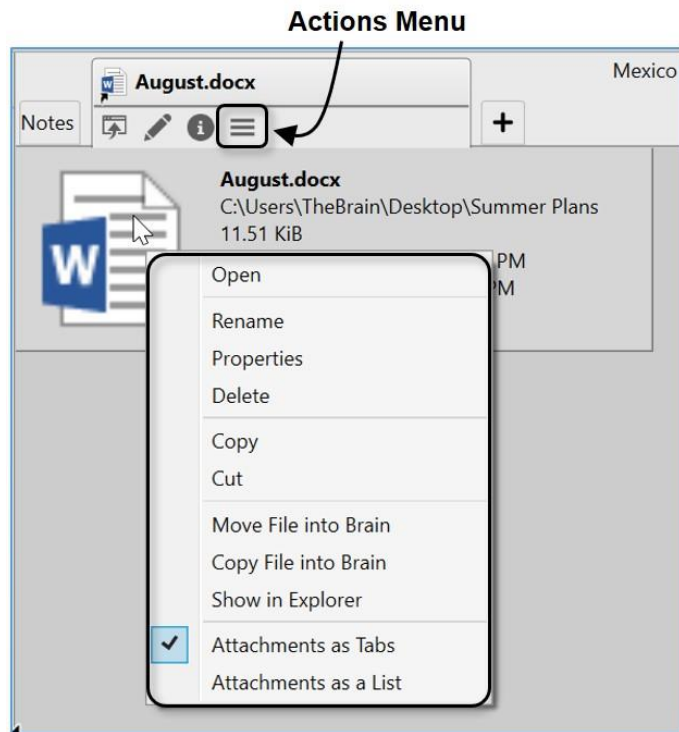 Actions Menu
August.docx
Mexico
Notes
August.docx
C:\Users\TheBrain\Desktop\Summer Plans
11.51 KiB
PM
PM
Open
Rename
Properties
Delete
Copy
Cut
Move File into Brain
Copy File into Brain
Show in Explorer
Attachments as Tabs
Attachments as a List